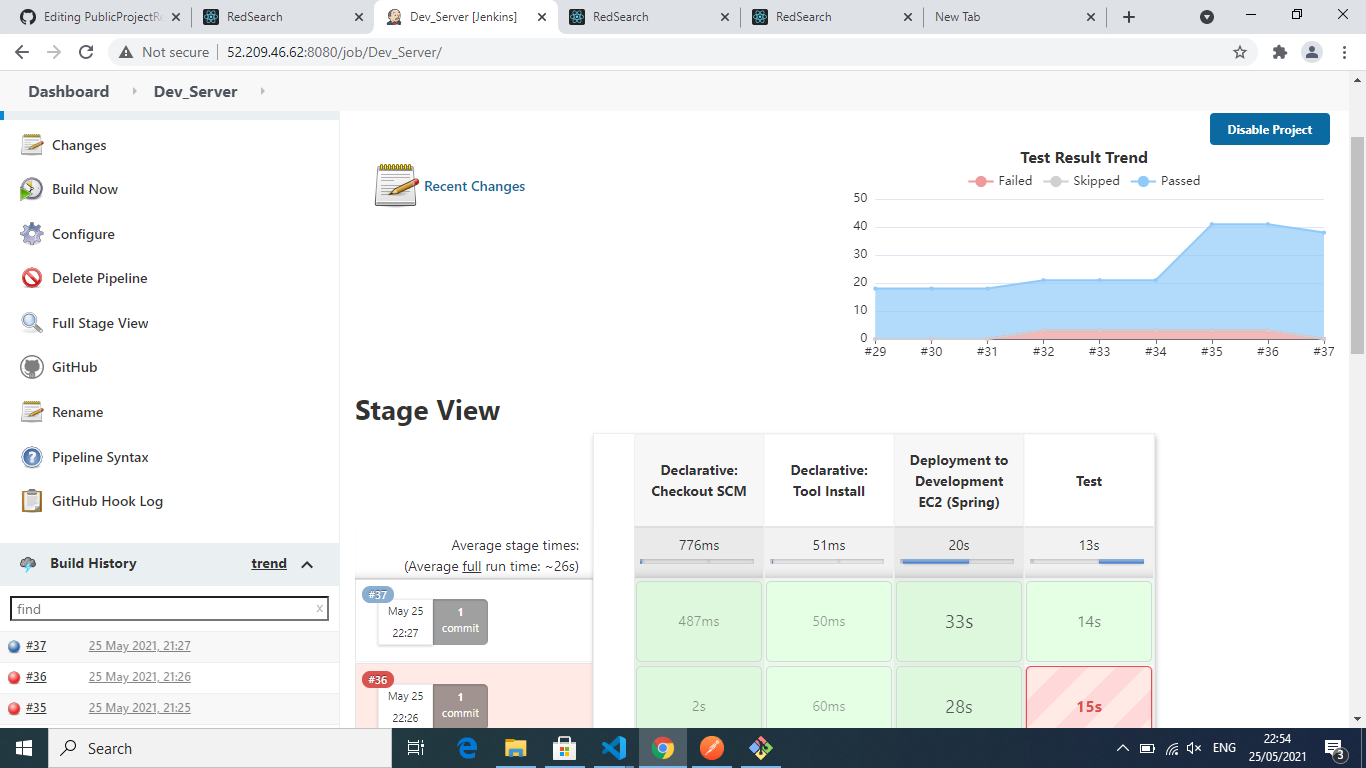 Editing PublicProjectRe
RedSearch
Dev_Server [Jenkins]
RedSearch
RedSearch
New Tab
Not secure
52.209.46.62:8080/job/Dev_Server/
Dashboard
Dev_Server
Changes
Build Now
Configure
Delete Pipeline
Full Stage View
GitHub
Rename
Pipeline Syntax
GitHub Hook Log
Build History
trend
find
x
#37 25 May 2021, 21:27
#36 25 May 2021, 21:26
#35 25 May 2021, 21:25
Disable Project
Recent Changes
Test Result Trend
Failed Skipped Passed
50
40
30
20
10
0
#29 #30 #31 #32 #33 #34 #35 #36 #37
Stage View
Declarative:
Checkout SCM
Declarative:
Tool Install
Deployment to
Development
EC2 (Spring)
Test
Average stage times:
(Average full run time: ~26s)
776ms 51ms 20s 13s
#37
May 25
22:27
1
commit
487ms 50ms 33s 14s
#36
May 25
22:26
1
commit
2s 60ms 28s 15s
Search
ENG
22:54
25/05/2021
3